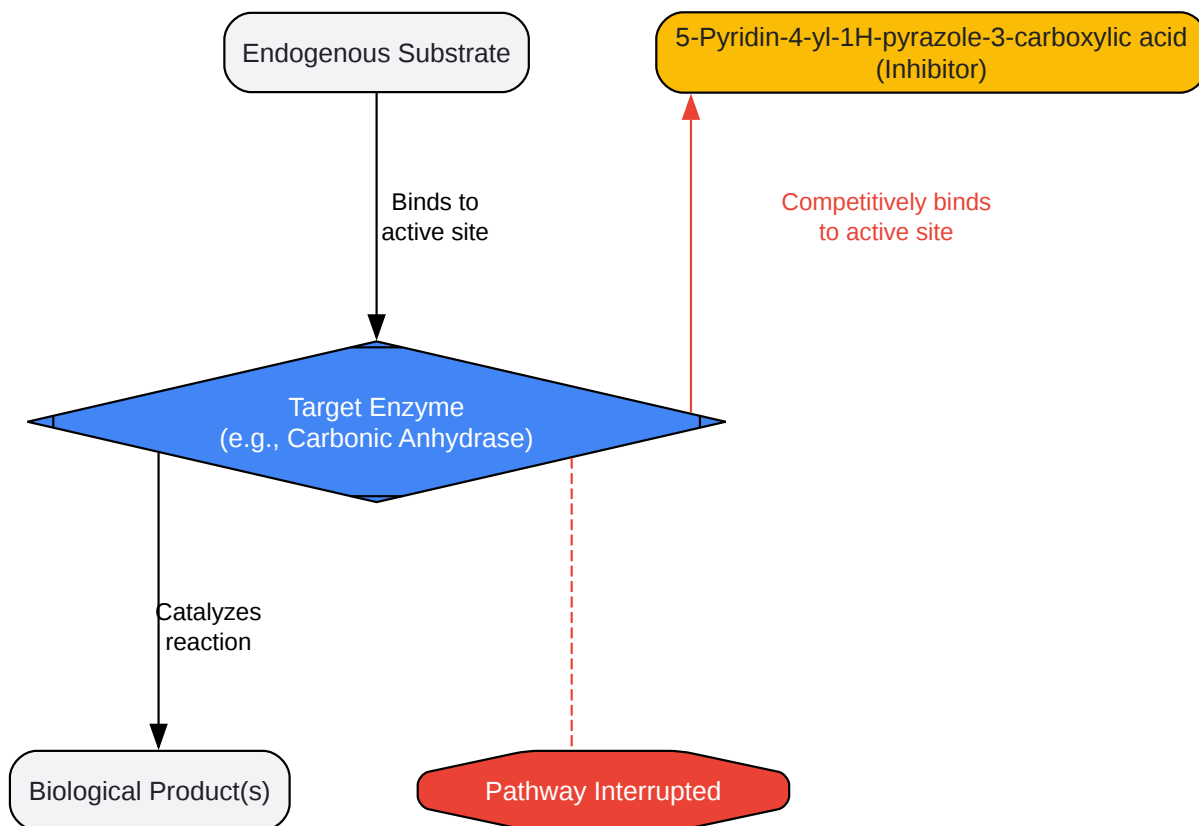 Endogenous Substrate
5-Pyridin-4-yl-1H-pyrazole-3-carboxylic acid
(Inhibitor)
Binds to
active site
Competitively binds
to active site
Target Enzyme
(e.g., Carbonic Anhydrase)
Catalyzes
reaction
Biological Product(s)
Pathway Interrupted